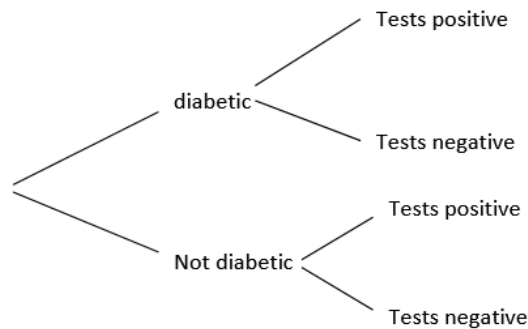 Tests positive
diabetic
Tests negative
Tests positive
Not diabetic
Tests negative